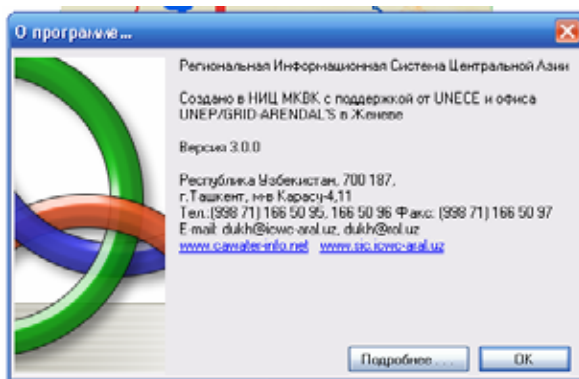 О программе...
Региональная Информационная Система Центральной Азии
Создано в НИЦ МКВК с поддержкой от UNECE и офиса
UNEP/GRID-ARENDAL'S в Женеве
Версия 3.0.0
Республика Узбекистан, 700 187,
г.Ташкент, м-в Карасу-4,11
Тел.:(998 71) 166 50 95, 166 50 96 Факс: (998 71) 166 50 97
E-mail: dukh@icwc-aral.uz, dukh@rol.uz
www.cawater-info.net www.sic.icwc-aral.uz
Подробнее . . .
OK